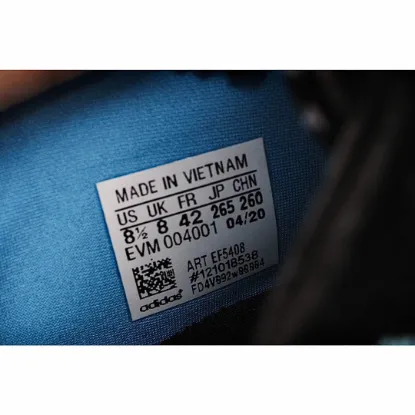 MADE IN VIETNAM
US UK FR JP CHN
8½ 8 42 265 260
EVM 004001 04/20
ART EF5408
#121018538
adidas